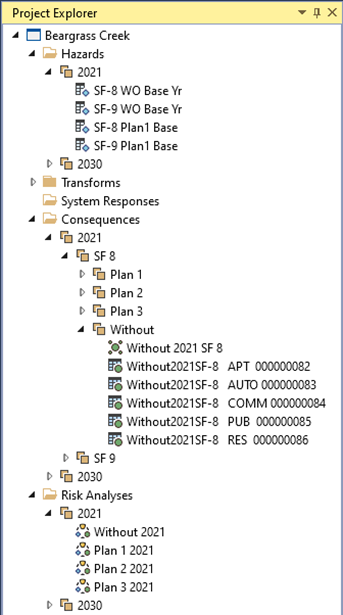 Project Explorer
Beargrass Creek
Hazards
2021
SF-8 WO Base Yr
SF-9 WO Base Yr
SF-8 Plan1 Base
SF-9 Plan1 Base
2030
Transforms
System Responses
Consequences
2021
SF 8
Plan 1
Plan 2
Plan 3
Without
Without 2021 SF 8
Without2021SF-8 APT 000000082
Without2021SF-8 AUTO 000000083
Without2021SF-8 COMM 000000084
Without2021SF-8 PUB 000000085
Without2021SF-8 RES 000000086
SF 9
2030
Risk Analyses
2021
Without 2021
Plan 1 2021
Plan 2 2021
Plan 3 2021
2030